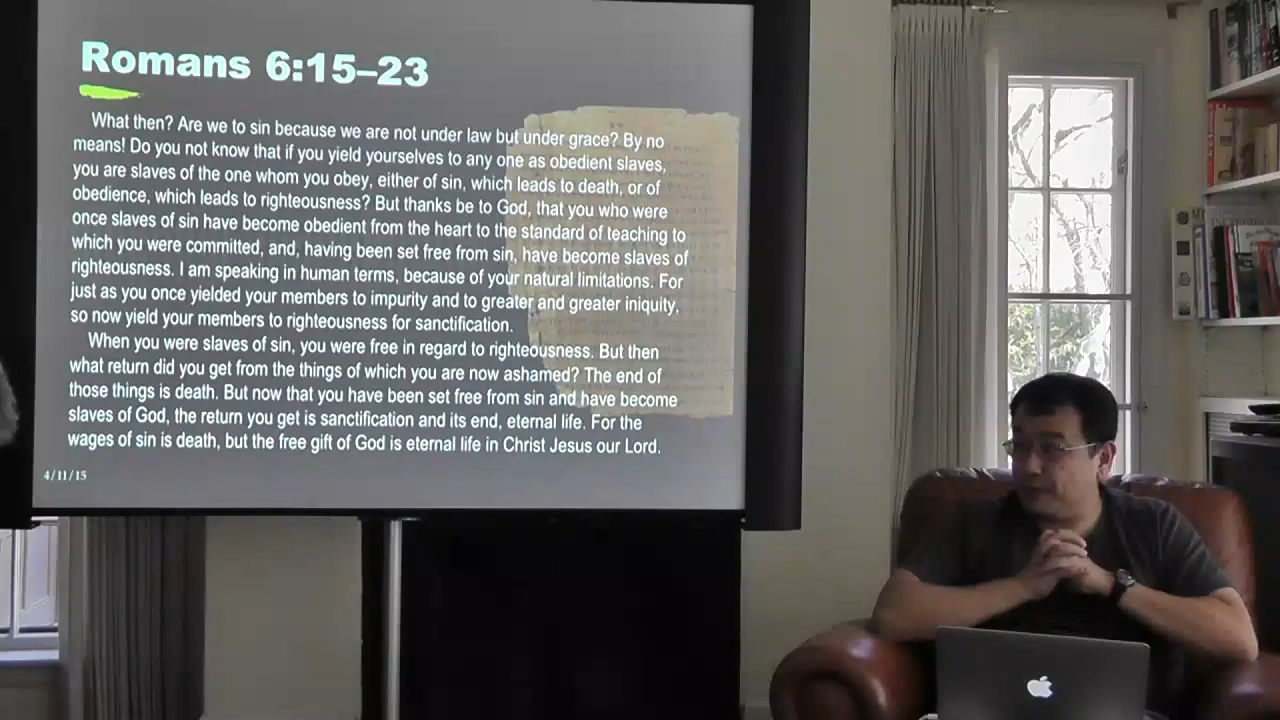 Romans 6:15–23
What then? Are we to sin because we are not under law but under grace? By no
means! Do you not know that if you yield yourselves to any one as obedient slaves,
you are slaves of the one whom you obey, either of sin, which leads to death, or of
obedience, which leads to righteousness? But thanks be to God, that you who were
once slaves of sin have become obedient from the heart to the standard of teaching to
which you were committed, and, having been set free from sin, have become slaves of
righteousness. I am speaking in human terms, because of your natural limitations. For
just as you once yielded your members to impurity and to greater and greater iniquity,
so now yield your members to righteousness for sanctification.
When you were slaves of sin, you were free in regard to righteousness. But then
what return did you get from the things of which you are now ashamed? The end of
those things is death. But now that you have been set free from sin and have become
slaves of God, the return you get is sanctification and its end, eternal life. For the
wages of sin is death, but the free gift of God is eternal life in Christ Jesus our Lord.
4/11/15